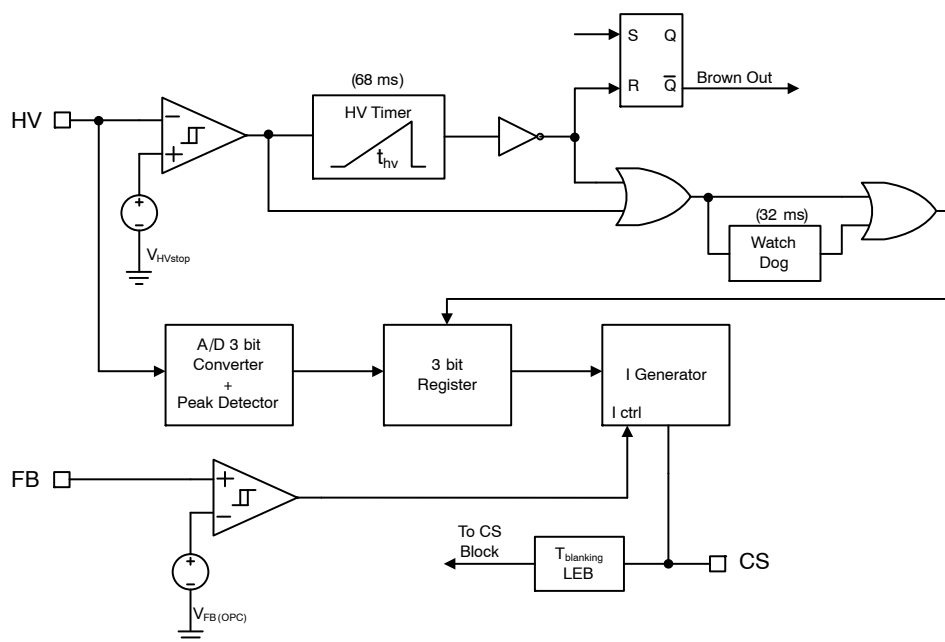 S Q
(68 ms)
R Q
Brown Out
HV
−
HV Timer
+
t_hv
(32 ms)
Watch
Dog
V_HVstop
A/D 3 bit
Converter
+
Peak Detector
3 bit
Register
I Generator
I ctrl
FB
+
−
To CS
Block
T_blanking
LEB
CS
V_FB(OPC)